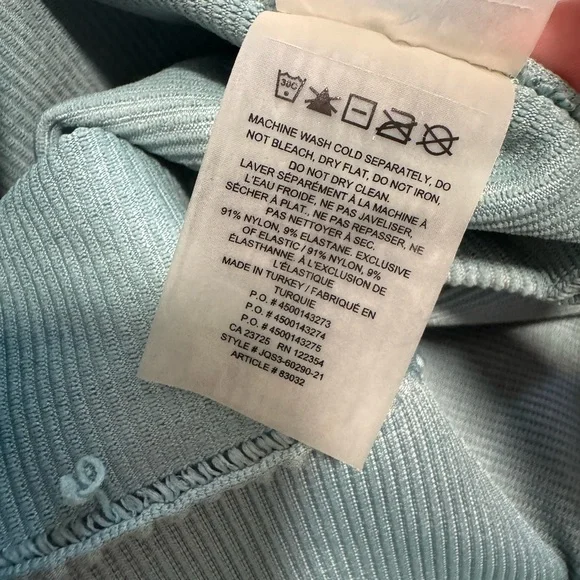 30C
MACHINE WASH COLD SEPARATELY, DO
NOT BLEACH, DRY FLAT, DO NOT IRON,
DO NOT DRY CLEAN.
LAVER SÉPARÉMENT À LA MACHINE À
L'EAU FROIDE, NE PAS JAVELISER,
SÉCHER À PLAT., NE PAS REPASSER, NE
PAS NETTOYER À SEC.
91% NYLON, 9% ELASTANE. EXCLUSIVE
OF ELASTIC / 91% NYLON, 9%
ÉLASTHANNE. À L'EXCLUSION DE
L'ÉLASTIQUE
MADE IN TURKEY / FABRIQUÉ EN
TURQUIE
P.O. # 4500143273
P.O. # 4500143274
P.O. # 4500143275
CA 23725 RN 122354
STYLE # JQS3-60290-21
ARTICLE # 83032